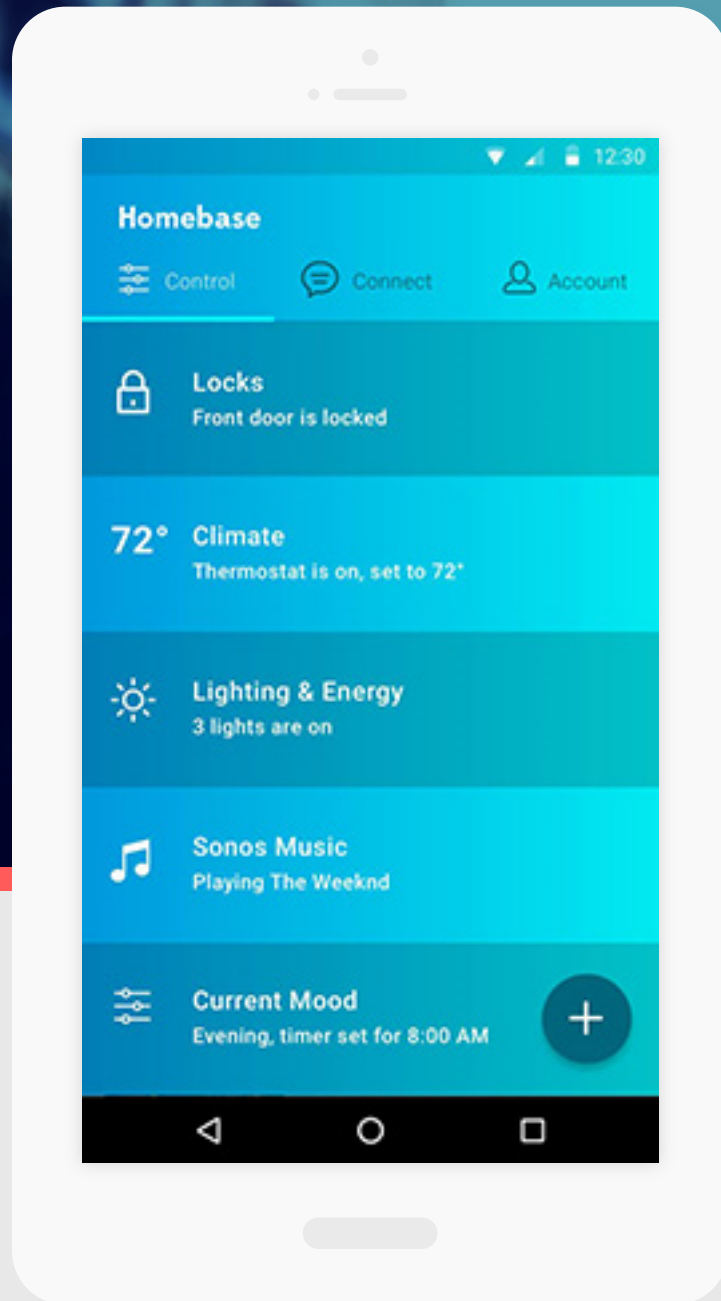 12:30
Homebase
Control Connect Account
Locks
Front door is locked
72° Climate
Thermostat is on, set to 72°
Lighting & Energy
3 lights are on
Sonos Music
Playing The Weeknd
Current Mood
Evening, timer set for 8:00 AM